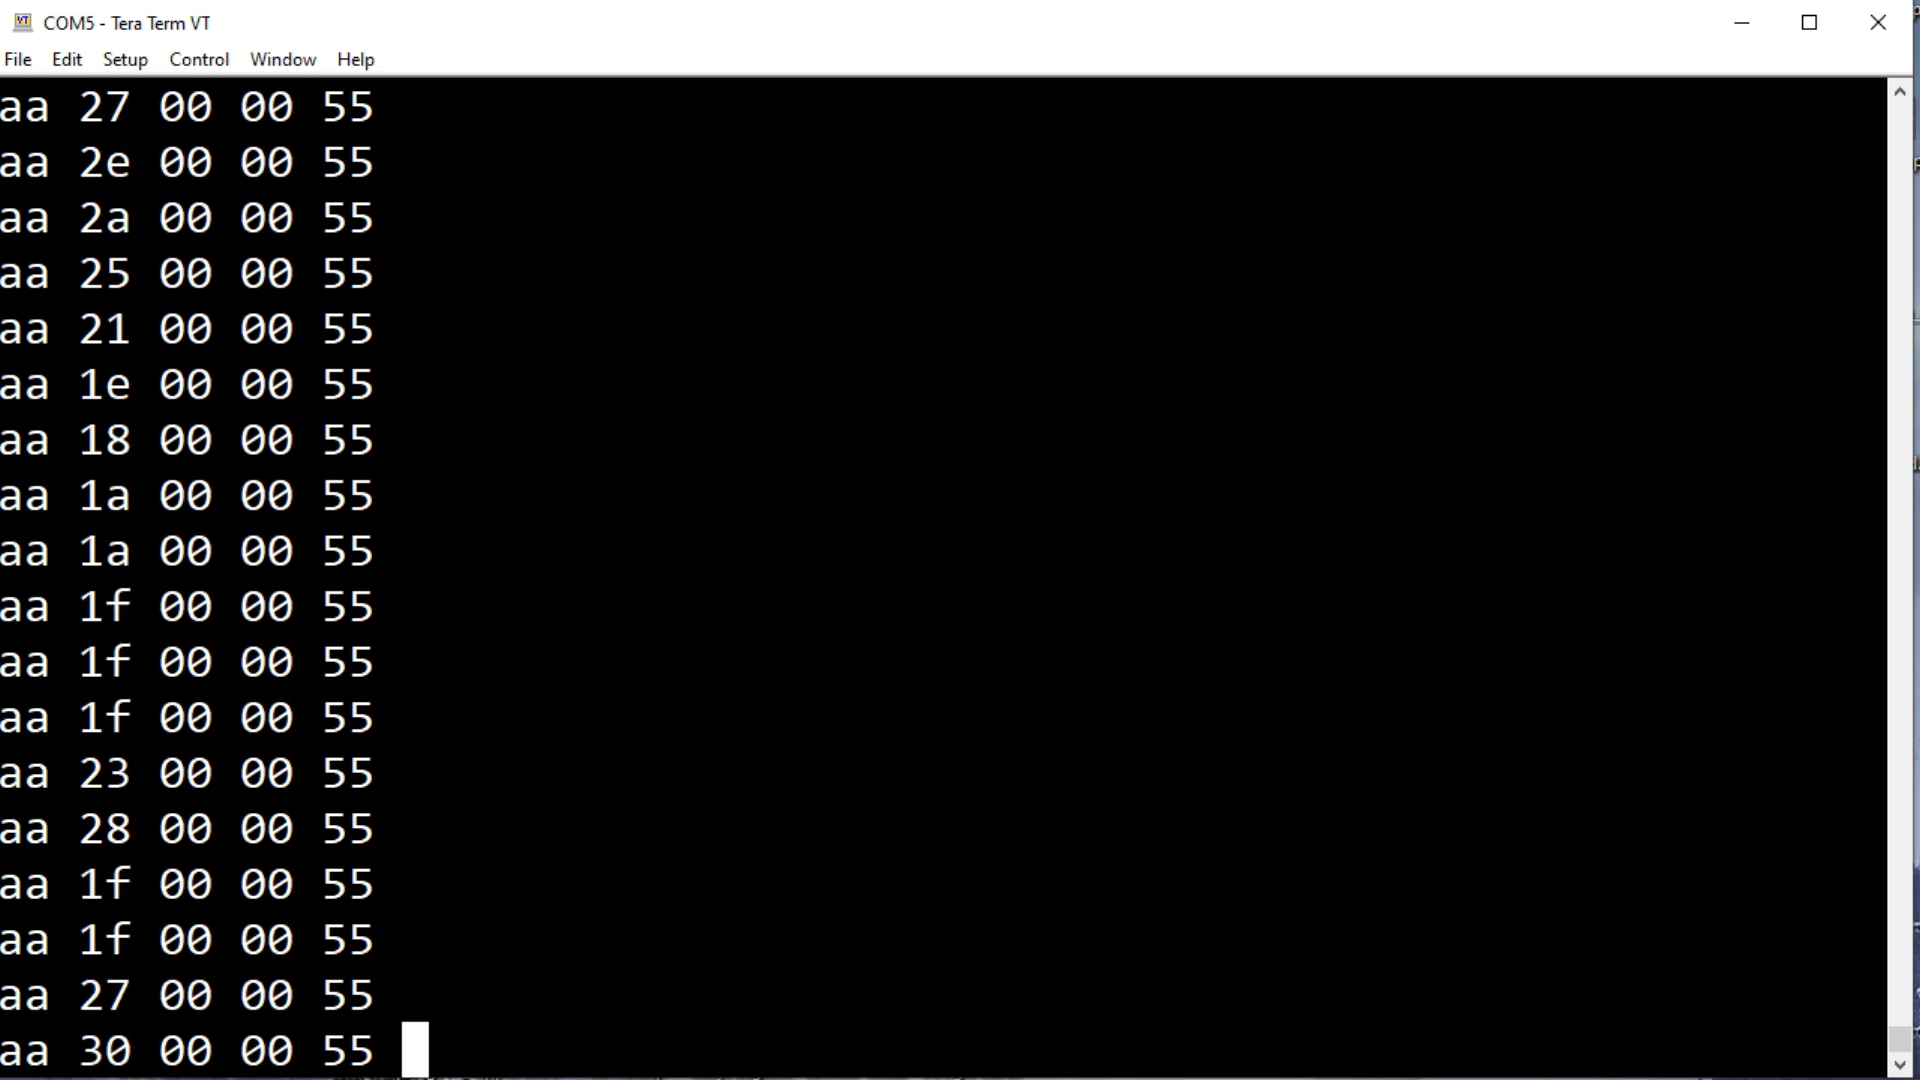 COM5 - Tera Term VT
File Edit Setup Control Window Help
aa 27 00 00 55
aa 2e 00 00 55
aa 2a 00 00 55
aa 25 00 00 55
aa 21 00 00 55
aa 1e 00 00 55
aa 18 00 00 55
aa 1a 00 00 55
aa 1a 00 00 55
aa 1f 00 00 55
aa 1f 00 00 55
aa 1f 00 00 55
aa 23 00 00 55
aa 28 00 00 55
aa 1f 00 00 55
aa 1f 00 00 55
aa 27 00 00 55
aa 30 00 00 55